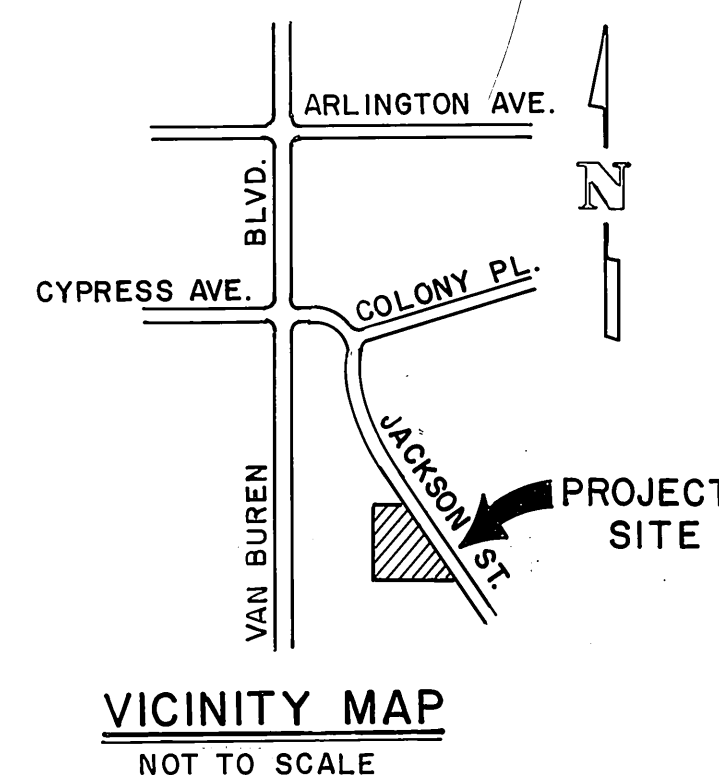 ARLINGTON AVE.
N
BLVD.
COLONY PL.
CYPRESS AVE.
JACKSON ST.
VAN BUREN
PROJECT
SITE
VICINITY MAP
NOT TO SCALE